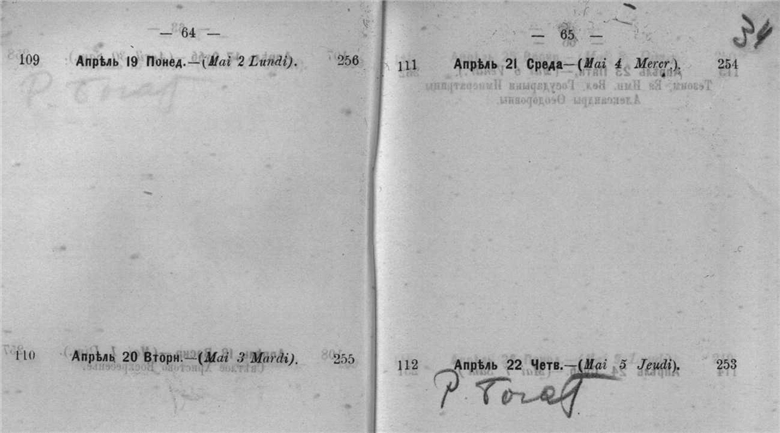 — 64 —
109 Апрѣль 19 Понед.—(Mai 2 Lundi). 256
110 Апрѣль 20 Вторн.—(Mai 3 Mardi). 255
— 65 —
34
111 Апрѣль 21 Среда—(Mai 4 Mercr.). 254
112 Апрѣль 22 Четв.—(Mai 5 Jeudi). 253